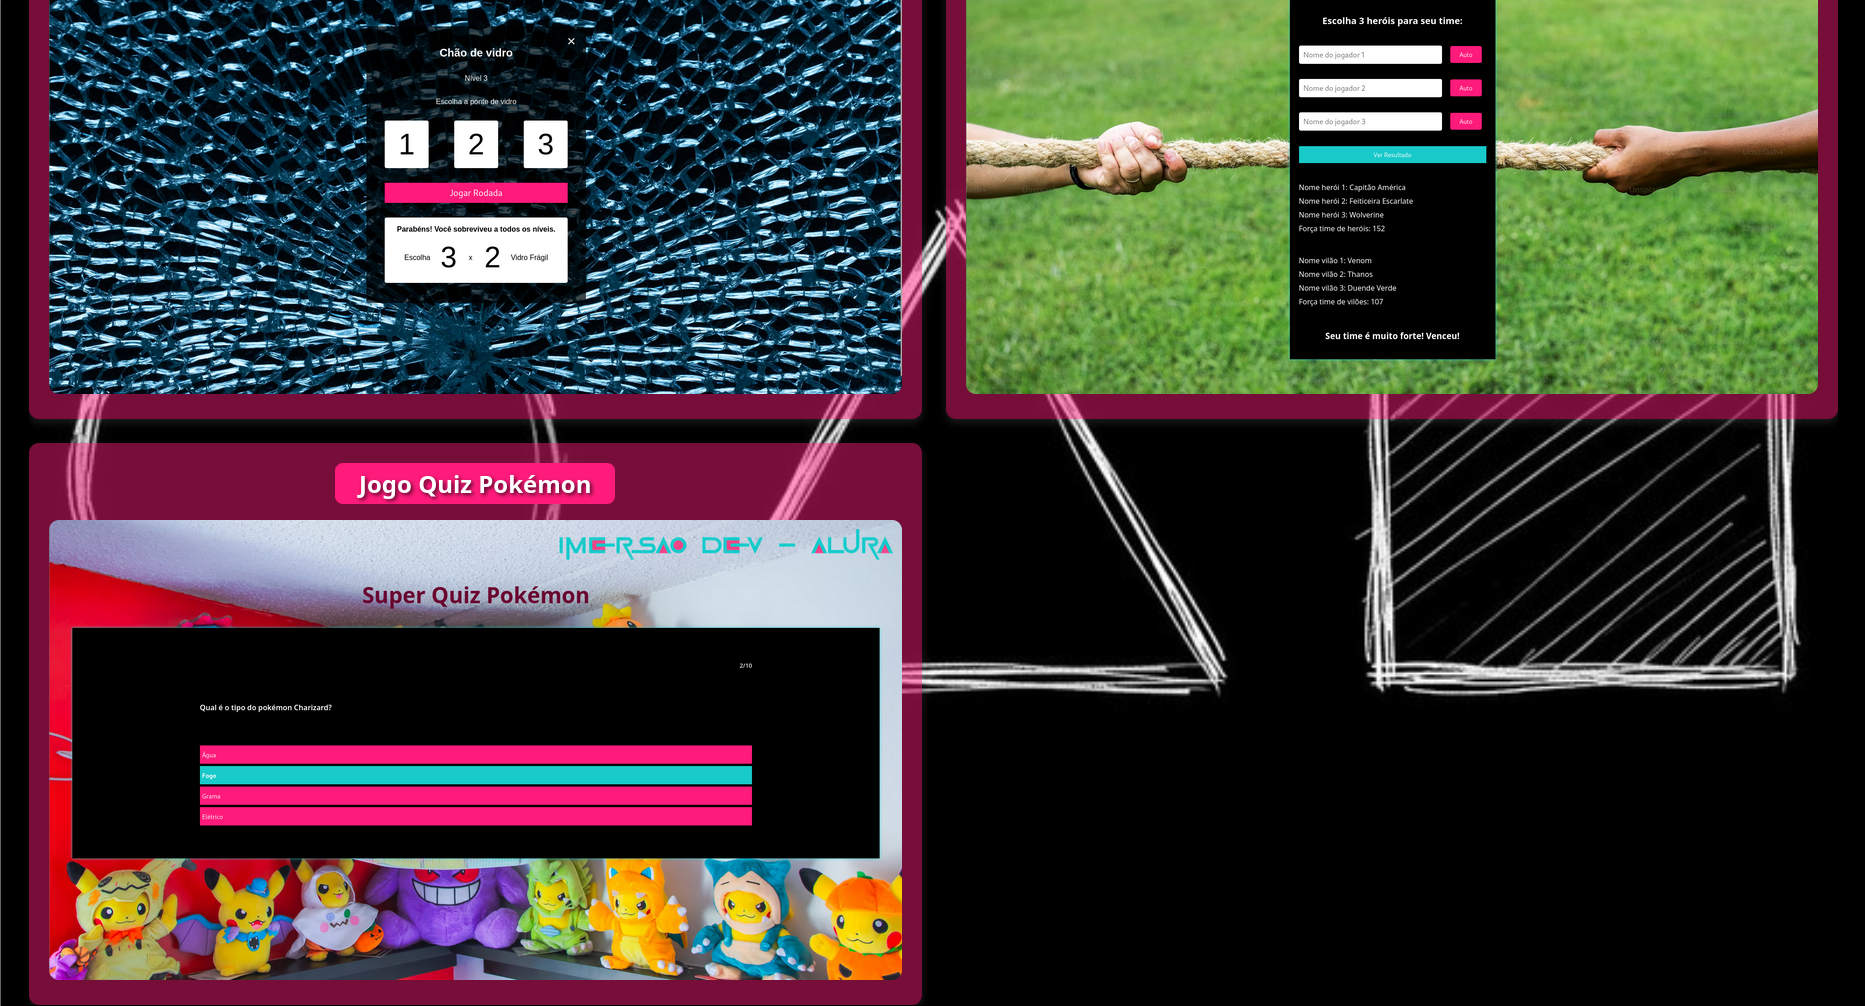 ×
Chão de vidro
Nível 3
Escolha a ponte de vidro
1 2 3
Jogar Rodada
Parabéns! Você sobreviveu a todos os níveis.
Escolha 3 x 2 Vidro Frágil
Escolha 3 heróis para seu time:
Nome do jogador 1 Auto
Nome do jogador 2 Auto
Nome do jogador 3 Auto
Ver Resultado
Nome herói 1: Capitão América
Nome herói 2: Feiticeira Escarlate
Nome herói 3: Wolverine
Força time de heróis: 152
Nome vilão 1: Venom
Nome vilão 2: Thanos
Nome vilão 3: Duende Verde
Força time de vilões: 107
Seu time é muito forte! Venceu!
Jogo Quiz Pokémon
IMERSAO DEV - ALURA
Super Quiz Pokémon
2/10
Qual é o tipo do pokémon Charizard?
Água
Fogo
Grama
Elétrico